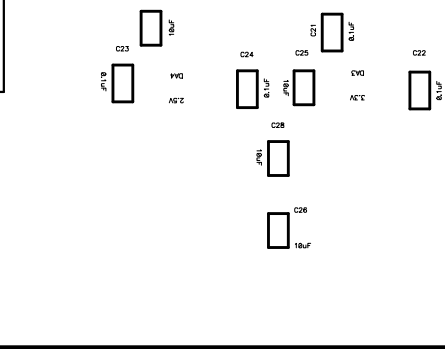 10uF
C21
0.1uF
C23
0.1uF
DA4
2.5V
C24
0.1uF
C25
10uF
DA3
3.3V
C22
0.1uF
C28
10uF
C26
10uF